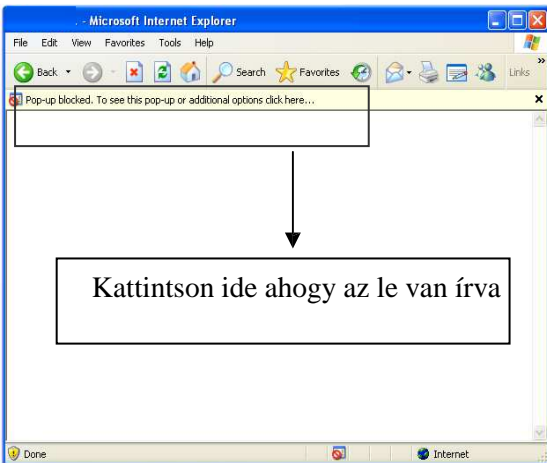 . - Microsoft Internet Explorer
File Edit View Favorites Tools Help
Back Search Favorites Links
Pop-up blocked. To see this pop-up or additional options click here...
Kattintson ide ahogy az le van írva
Done Internet